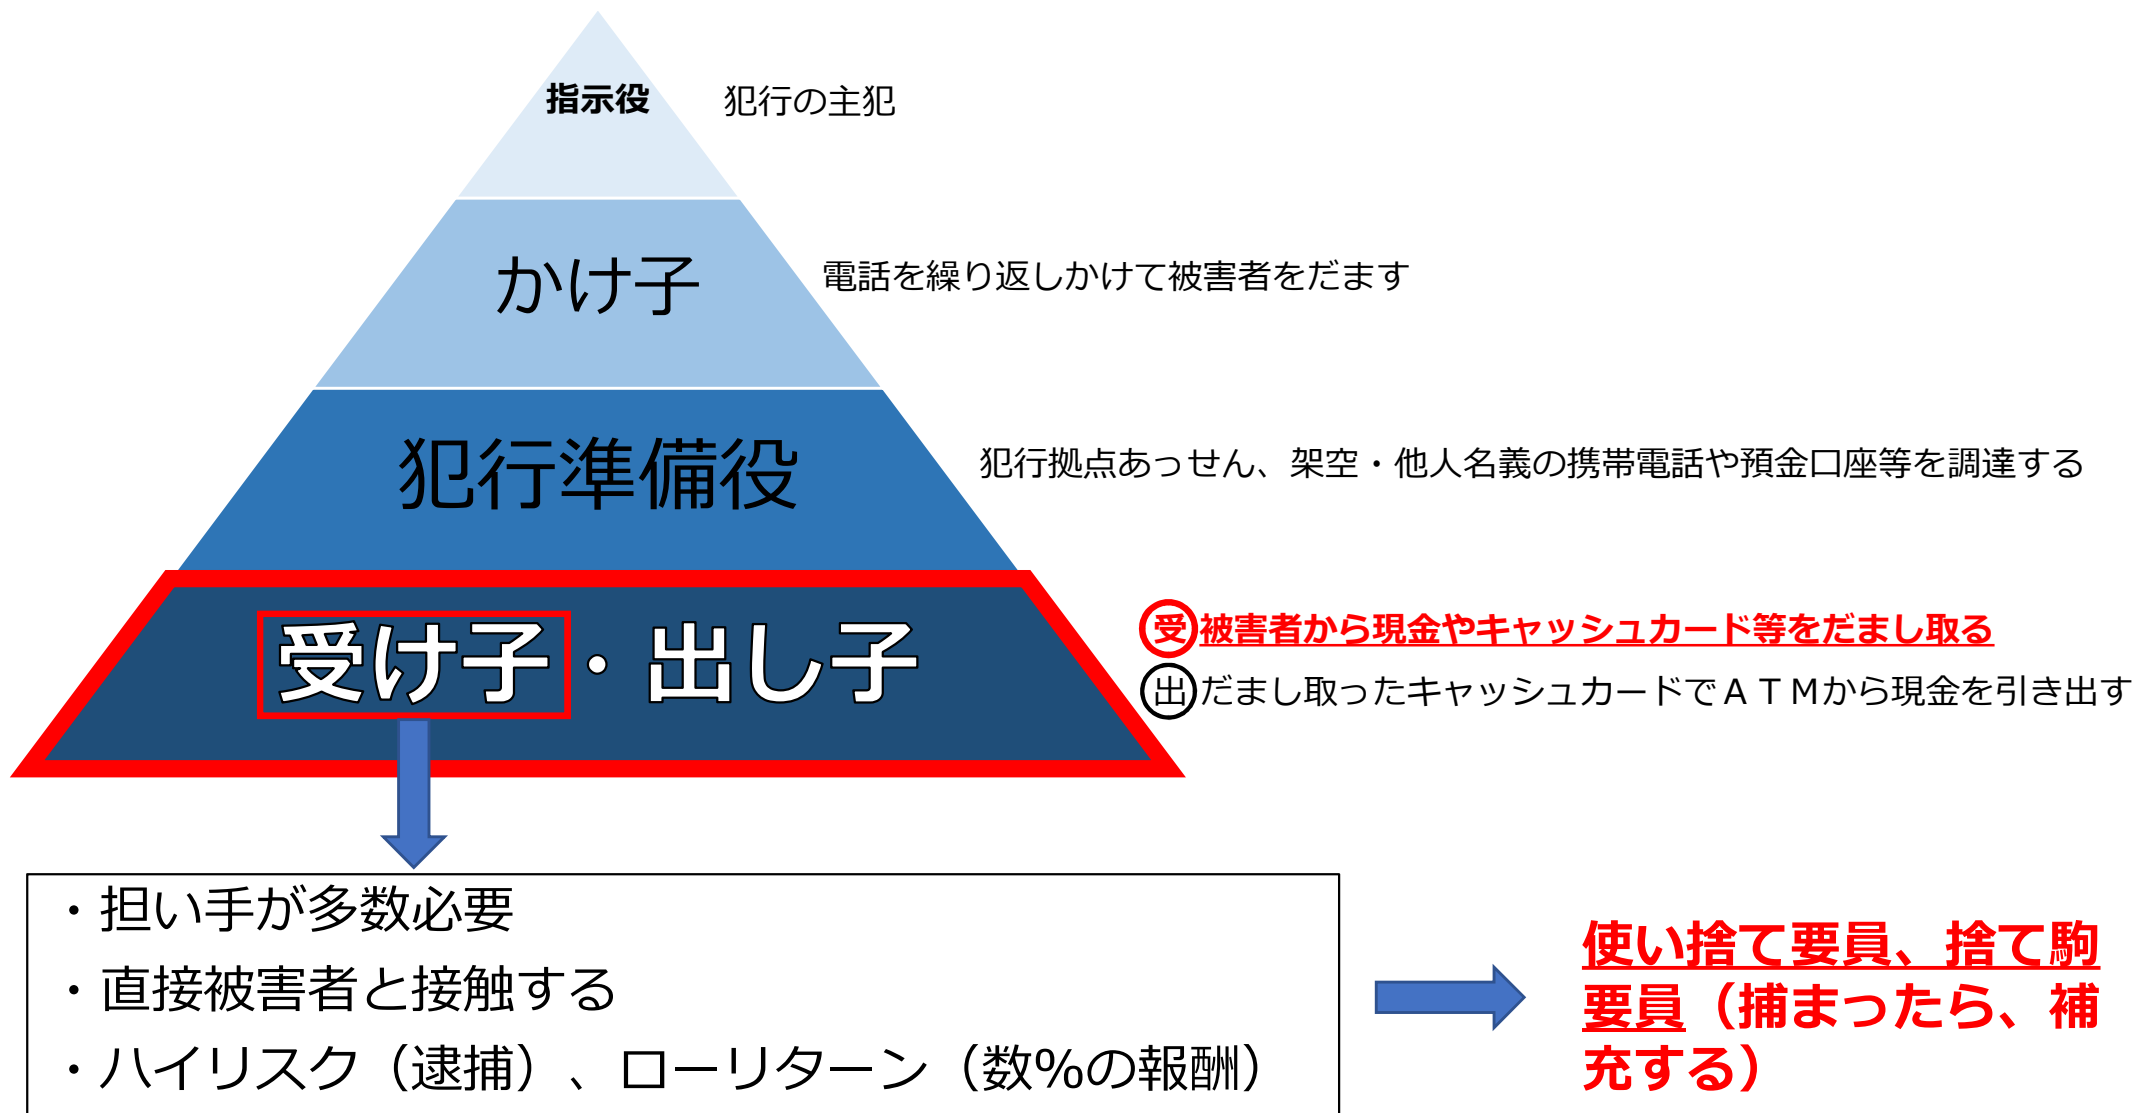 指示役
犯行の主犯
かけ子
電話を繰り返しかけて被害者をだます
犯行準備役
犯行拠点あっせん、架空・他人名義の携帯電話や預金口座等を調達する
受け子・出し子
受 被害者から現金やキャッシュカード等をだまし取る
出 だまし取ったキャッシュカードでＡＴＭから現金を引き出す
・担い手が多数必要
・直接被害者と接触する
・ハイリスク（逮捕）、ローリターン（数%の報酬）
使い捨て要員、捨て駒
要員（捕まったら、補
充する）